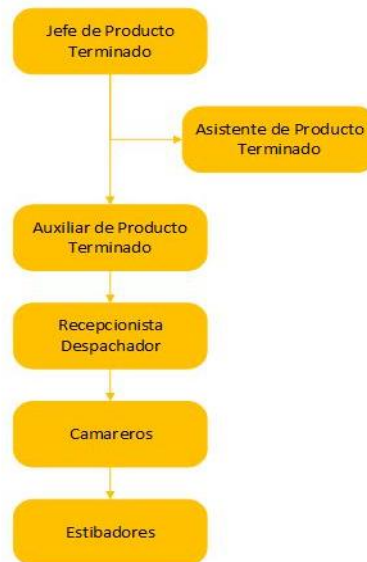 Jefe de Producto
Terminado
Asistente de Producto
Terminado
Auxiliar de Producto
Terminado
Recepcionista
Despachador
Camareros
Estibadores